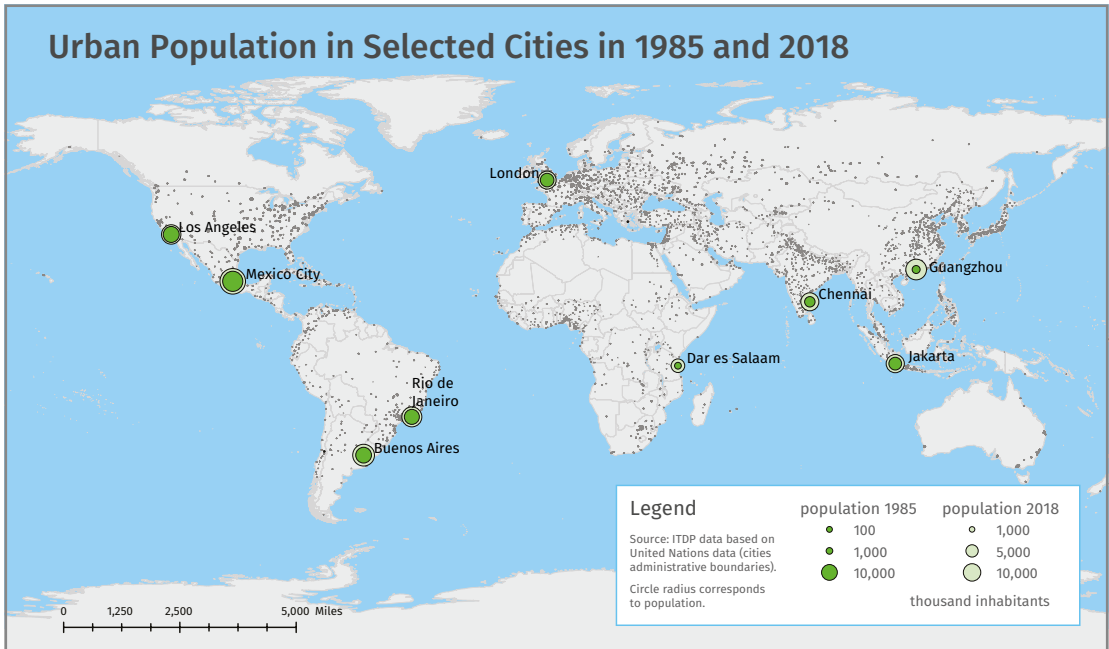 Urban Population in Selected Cities in 1985 and 2018
London
Los Angeles
Mexico City
Guangzhou
Chennai
Dar es Salaam
Jakarta
Rio de
Janeiro
Buenos Aires
Legend
Source: ITDP data based on
United Nations data (cities
administrative boundaries).
Circle radius corresponds
to population.
population 1985
100
1,000
10,000
population 2018
1,000
5,000
10,000
thousand inhabitants
0 1,250 2,500 5,000 Miles